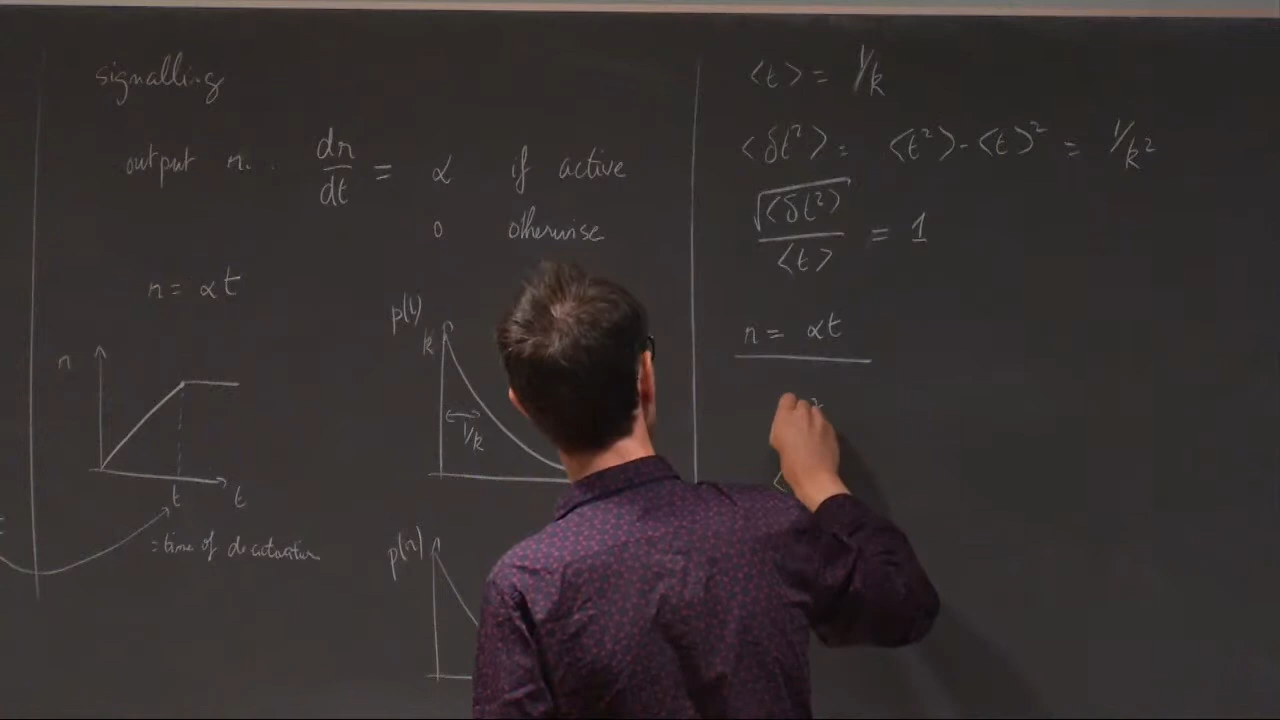 signalling
output n. . dn/dt = α if active
0 otherwise
n = αt
n
t
t
:time of deactivation
p(t)
k
1/k
p(n)
<t> = 1/k
<δt²> = <t²> - <t>² = 1/k²
√<δt²> / <t> = 1
n = αt